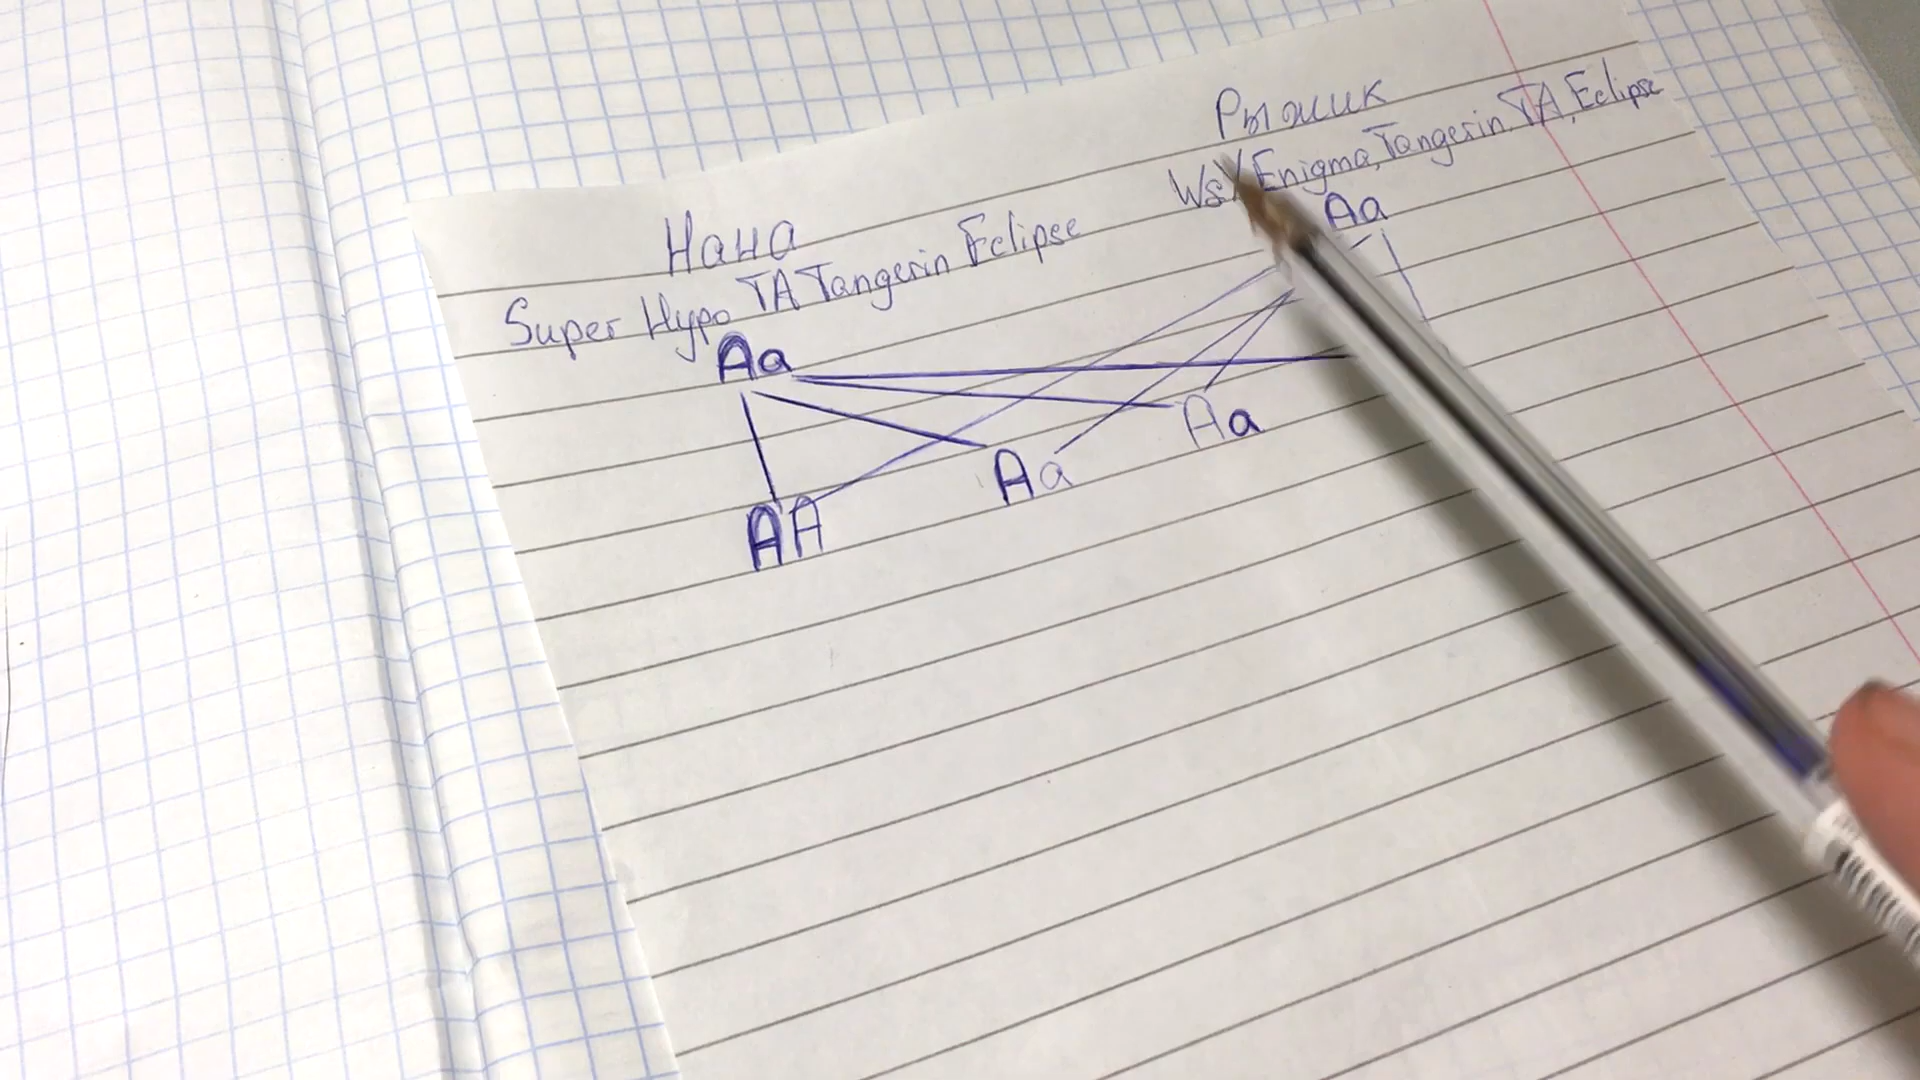 Рыжик
WsY Enigma, Tangerin TA, Eclipse
Aa
Нана
Super Hypo TA Tangerin Eclipse
Aa
Aa
Aa
AA